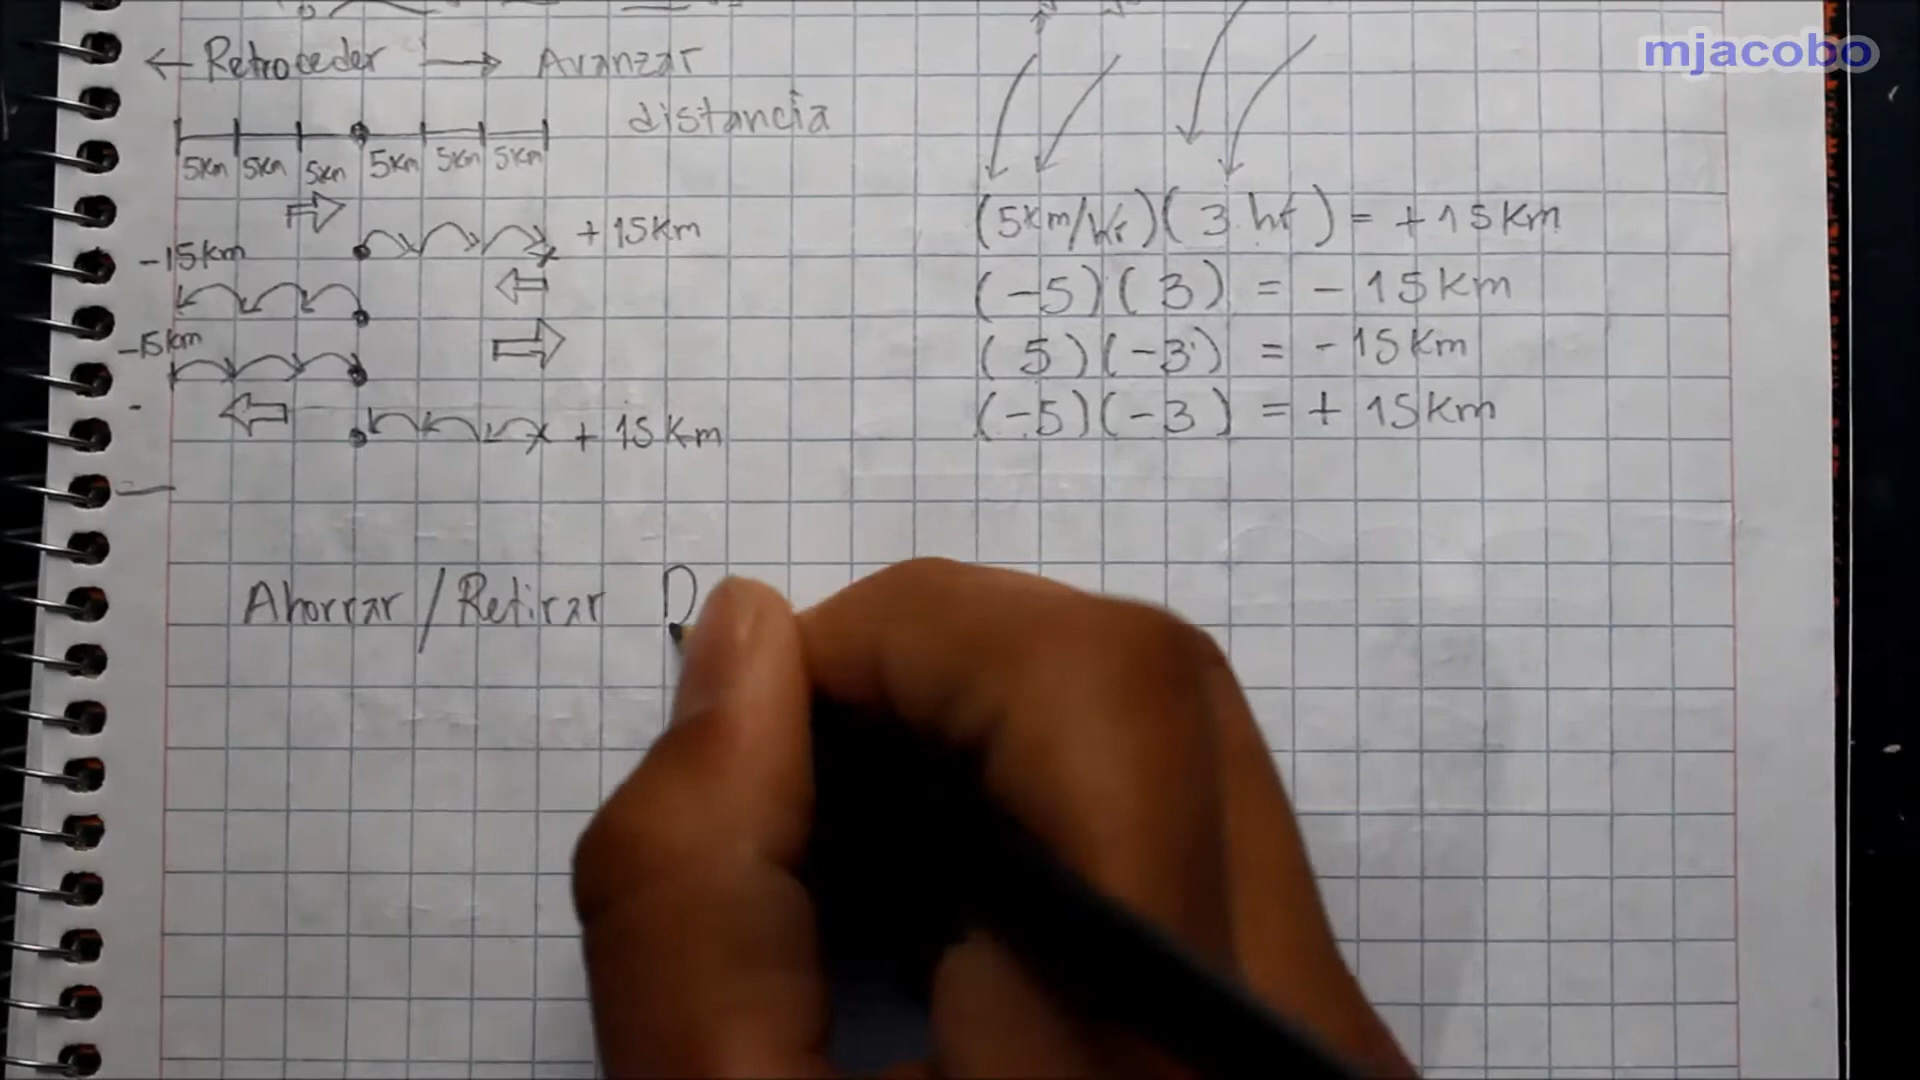 mjacobo
← Retroceder → Avanzar
distancia
5km 5km 5km 5km 5km 5km
+15Km
-15km
-15km
+ 15Km
(5km/hr)(3 hr) = +15Km
(-5)(3) = - 15Km
(5)(-3) = -15Km
(-5)(-3) = + 15Km
Ahorrar / Retirar D